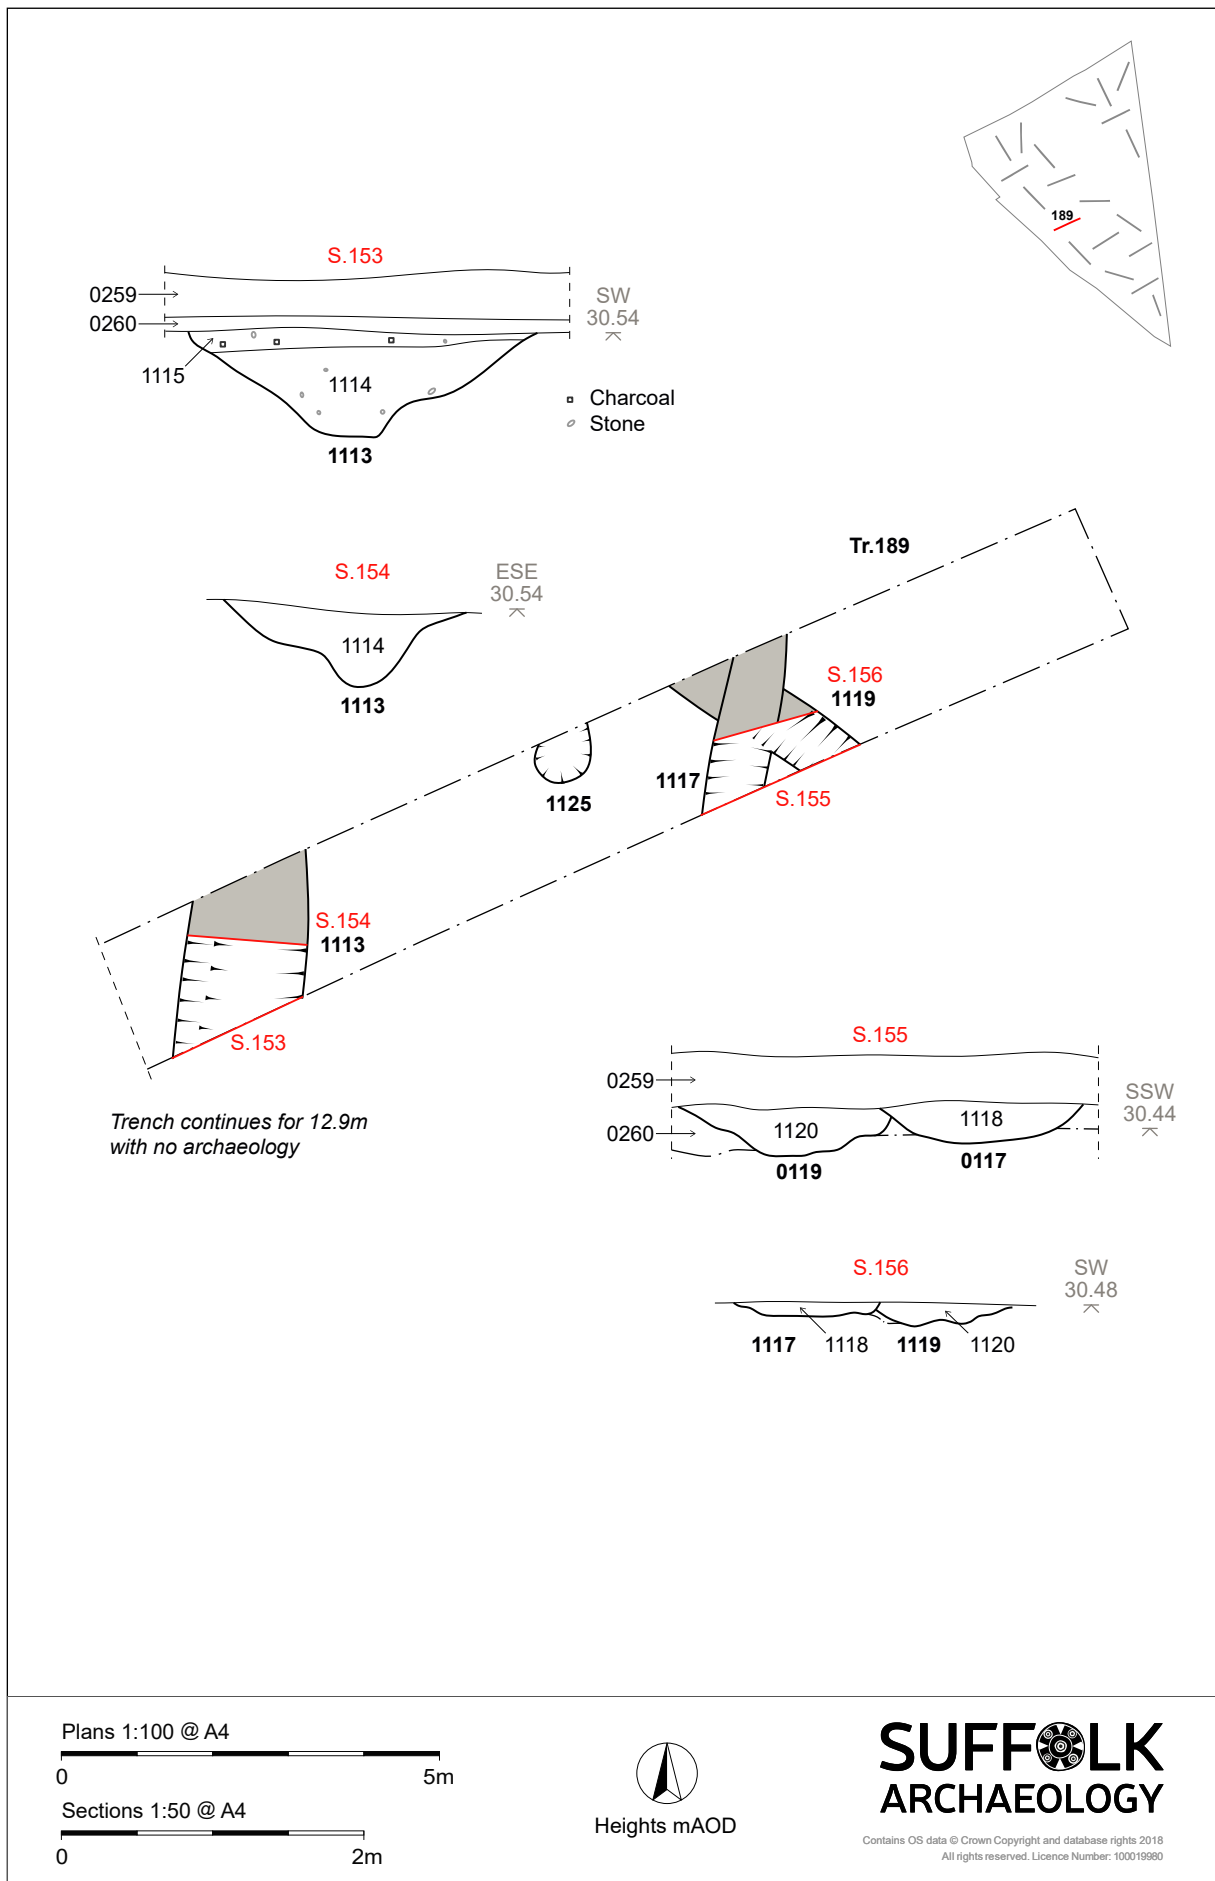 189
S.153
0259
0260
SW
30.54
1115
1114
Charcoal
Stone
1113
Tr.189
S.154
ESE
30.54
1114
1113
S.156
1119
1117
1125
S.155
S.154
1113
S.153
Trench continues for 12.9m
with no archaeology
S.155
0259
0260
1120
1118
SSW
30.44
0119
0117
S.156
SW
30.48
1117 1118 1119 1120
Plans 1:100 @ A4
0 5m
Sections 1:50 @ A4
0 2m
Heights mAOD
SUFFOLK
ARCHAEOLOGY
Contains OS data © Crown Copyright and database rights 2018
All rights reserved. Licence Number: 100019980